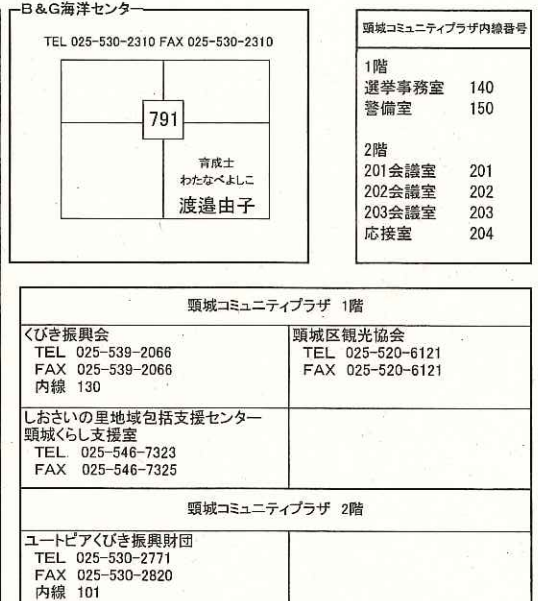 B&G海洋センター
TEL 025-530-2310 FAX 025-530-2310
791
育成士
わたなべよしこ
渡邉由子
頸城コミュニティプラザ内線番号
1階
選挙事務室 140
警備室 150
2階
201会議室 201
202会議室 202
203会議室 203
応接室 204
頸城コミュニティプラザ 1階
くびき振興会
TEL 025-539-2066
FAX 025-539-2066
内線 130
頸城区観光協会
TEL 025-520-6121
FAX 025-520-6121
しおさいの里地域包括支援センター
頸城くらし支援室
TEL. 025-546-7323
FAX 025-546-7325
頸城コミュニティプラザ 2階
ユートピアくびき振興財団
TEL 025-530-2771
FAX 025-530-2820
内線 101